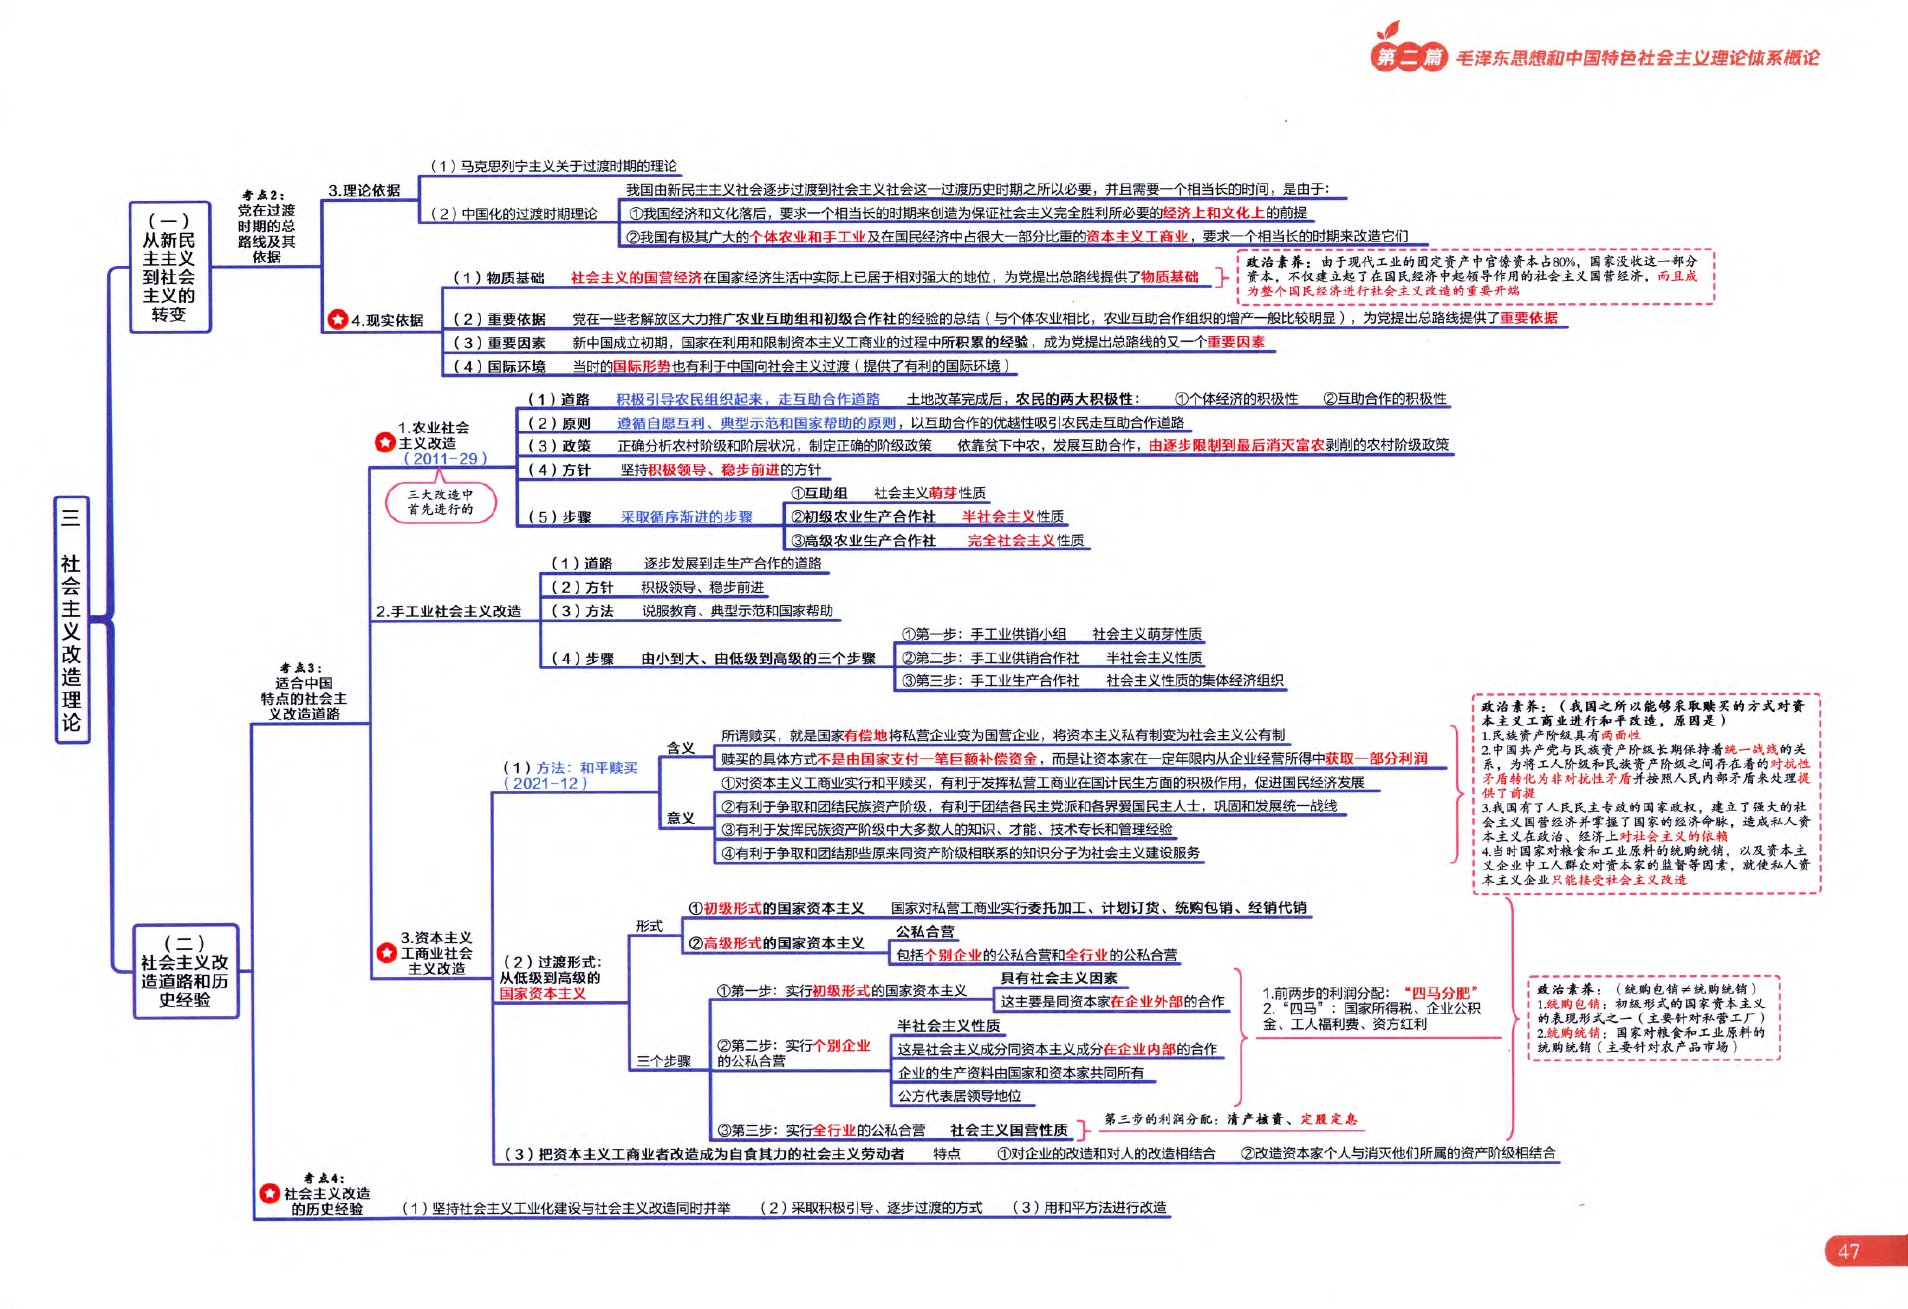 第二篇 毛泽东思想和中国特色社会主义理论体系概论
三 社会主义改造理论
（一）
从新民
主主义
到社会
主义的
转变
考点2：
党在过渡
时期的总
路线及其
依据
3.理论依据
（1）马克思列宁主义关于过渡时期的理论
（2）中国化的过渡时期理论
我国由新民主主义社会逐步过渡到社会主义社会这一过渡历史时期之所以必要，并且需要一个相当长的时间，是由于：
①我国经济和文化落后，要求一个相当长的时期来创造为保证社会主义完全胜利所必要的经济上和文化上的前提
②我国有极其广大的个体农业和手工业及在国民经济中占很大一部分比重的资本主义工商业，要求一个相当长的时期来改造它们
4.现实依据
（1）物质基础 社会主义的国营经济在国家经济生活中实际上已居于相对强大的地位，为党提出总路线提供了物质基础
政治素养：由于现代工业的固定资产中官僚资本占80%，国家没收这一部分
资本，不仅建立起了在国民经济中起领导作用的社会主义国营经济，而且成
为整个国民经济进行社会主义改造的重要开端
（2）重要依据 党在一些老解放区大力推广农业互助组和初级合作社的经验的总结（与个体农业相比，农业互助合作组织的增产一般比较明显），为党提出总路线提供了重要依据
（3）重要因素 新中国成立初期，国家在利用和限制资本主义工商业的过程中所积累的经验，成为党提出总路线的又一个重要因素
（4）国际环境 当时的国际形势也有利于中国向社会主义过渡（提供了有利的国际环境）
（二）
社会主义改
造道路和历
史经验
考点3：
适合中国
特点的社会主
义改造道路
1.农业社会
主义改造
（2011-29）
三大改造中
首先进行的
（1）道路 积极引导农民组织起来，走互助合作道路 土地改革完成后，农民的两大积极性： ①个体经济的积极性 ②互助合作的积极性
（2）原则 遵循自愿互利、典型示范和国家帮助的原则，以互助合作的优越性吸引农民走互助合作道路
（3）政策 正确分析农村阶级和阶层状况，制定正确的阶级政策 依靠贫下中农，发展互助合作，由逐步限制到最后消灭富农剥削的农村阶级政策
（4）方针 坚持积极领导、稳步前进的方针
（5）步骤 采取循序渐进的步骤
①互助组 社会主义萌芽性质
②初级农业生产合作社 半社会主义性质
③高级农业生产合作社 完全社会主义性质
2.手工业社会主义改造
（1）道路 逐步发展到走生产合作的道路
（2）方针 积极领导、稳步前进
（3）方法 说服教育、典型示范和国家帮助
（4）步骤 由小到大、由低级到高级的三个步骤
①第一步：手工业供销小组 社会主义萌芽性质
②第二步：手工业供销合作社 半社会主义性质
③第三步：手工业生产合作社 社会主义性质的集体经济组织
3.资本主义
工商业社会
主义改造
（1）方法：和平赎买
（2021-12）
含义
所谓赎买，就是国家有偿地将私营企业变为国营企业，将资本主义私有制变为社会主义公有制
赎买的具体方式不是由国家支付一笔巨额补偿资金，而是让资本家在一定年限内从企业经营所得中获取一部分利润
意义
①对资本主义工商业实行和平赎买，有利于发挥私营工商业在国计民生方面的积极作用，促进国民经济发展
②有利于争取和团结民族资产阶级，有利于团结各民主党派和各界爱国民主人士，巩固和发展统一战线
③有利于发挥民族资产阶级中大多数人的知识、才能、技术专长和管理经验
④有利于争取和团结那些原来同资产阶级相联系的知识分子为社会主义建设服务
政治素养：（我国之所以能够采取赎买的方式对资
本主义工商业进行和平改造，原因是）
1.民族资产阶级具有两面性
2.中国共产党与民族资产阶级长期保持着统一战线的关
系，为将工人阶级和民族资产阶级之间存在着的对抗性
矛盾转化为非对抗性矛盾并按照人民内部矛盾来处理提
供了前提
3.我国有了人民民主专政的国家政权，建立了强大的社
会主义国营经济并掌握了国家的经济命脉，造成私人资
本主义在政治、经济上对社会主义的依赖
4.当时国家对粮食和工业原料的统购统销，以及资本主
义企业中工人群众对资本家的监督等因素，就使私人资
本主义企业只能接受社会主义改造
（2）过渡形式：
从低级到高级的
国家资本主义
形式
①初级形式的国家资本主义 国家对私营工商业实行委托加工、计划订货、统购包销、经销代销
②高级形式的国家资本主义
公私合营
包括个别企业的公私合营和全行业的公私合营
三个步骤
①第一步：实行初级形式的国家资本主义
具有社会主义因素
这主要是同资本家在企业外部的合作
②第二步：实行个别企业
的公私合营
半社会主义性质
这是社会主义成分同资本主义成分在企业内部的合作
企业的生产资料由国家和资本家共同所有
公方代表居领导地位
1.前两步的利润分配：“四马分肥”
2.“四马”：国家所得税、企业公积
金、工人福利费、资方红利
③第三步：实行全行业的公私合营 社会主义国营性质
第三步的利润分配：清产核资、定股定息
政治素养：（统购包销≠统购统销）
1.统购包销：初级形式的国家资本主义
的表现形式之一（主要针对私营工厂）
2.统购统销：国家对粮食和工业原料的
统购统销（主要针对农产品市场）
（3）把资本主义工商业者改造成为自食其力的社会主义劳动者 特点 ①对企业的改造和对人的改造相结合 ②改造资本家个人与消灭他们所属的资产阶级相结合
考点4：
社会主义改造
的历史经验
（1）坚持社会主义工业化建设与社会主义改造同时并举 （2）采取积极引导、逐步过渡的方式 （3）用和平方法进行改造
47